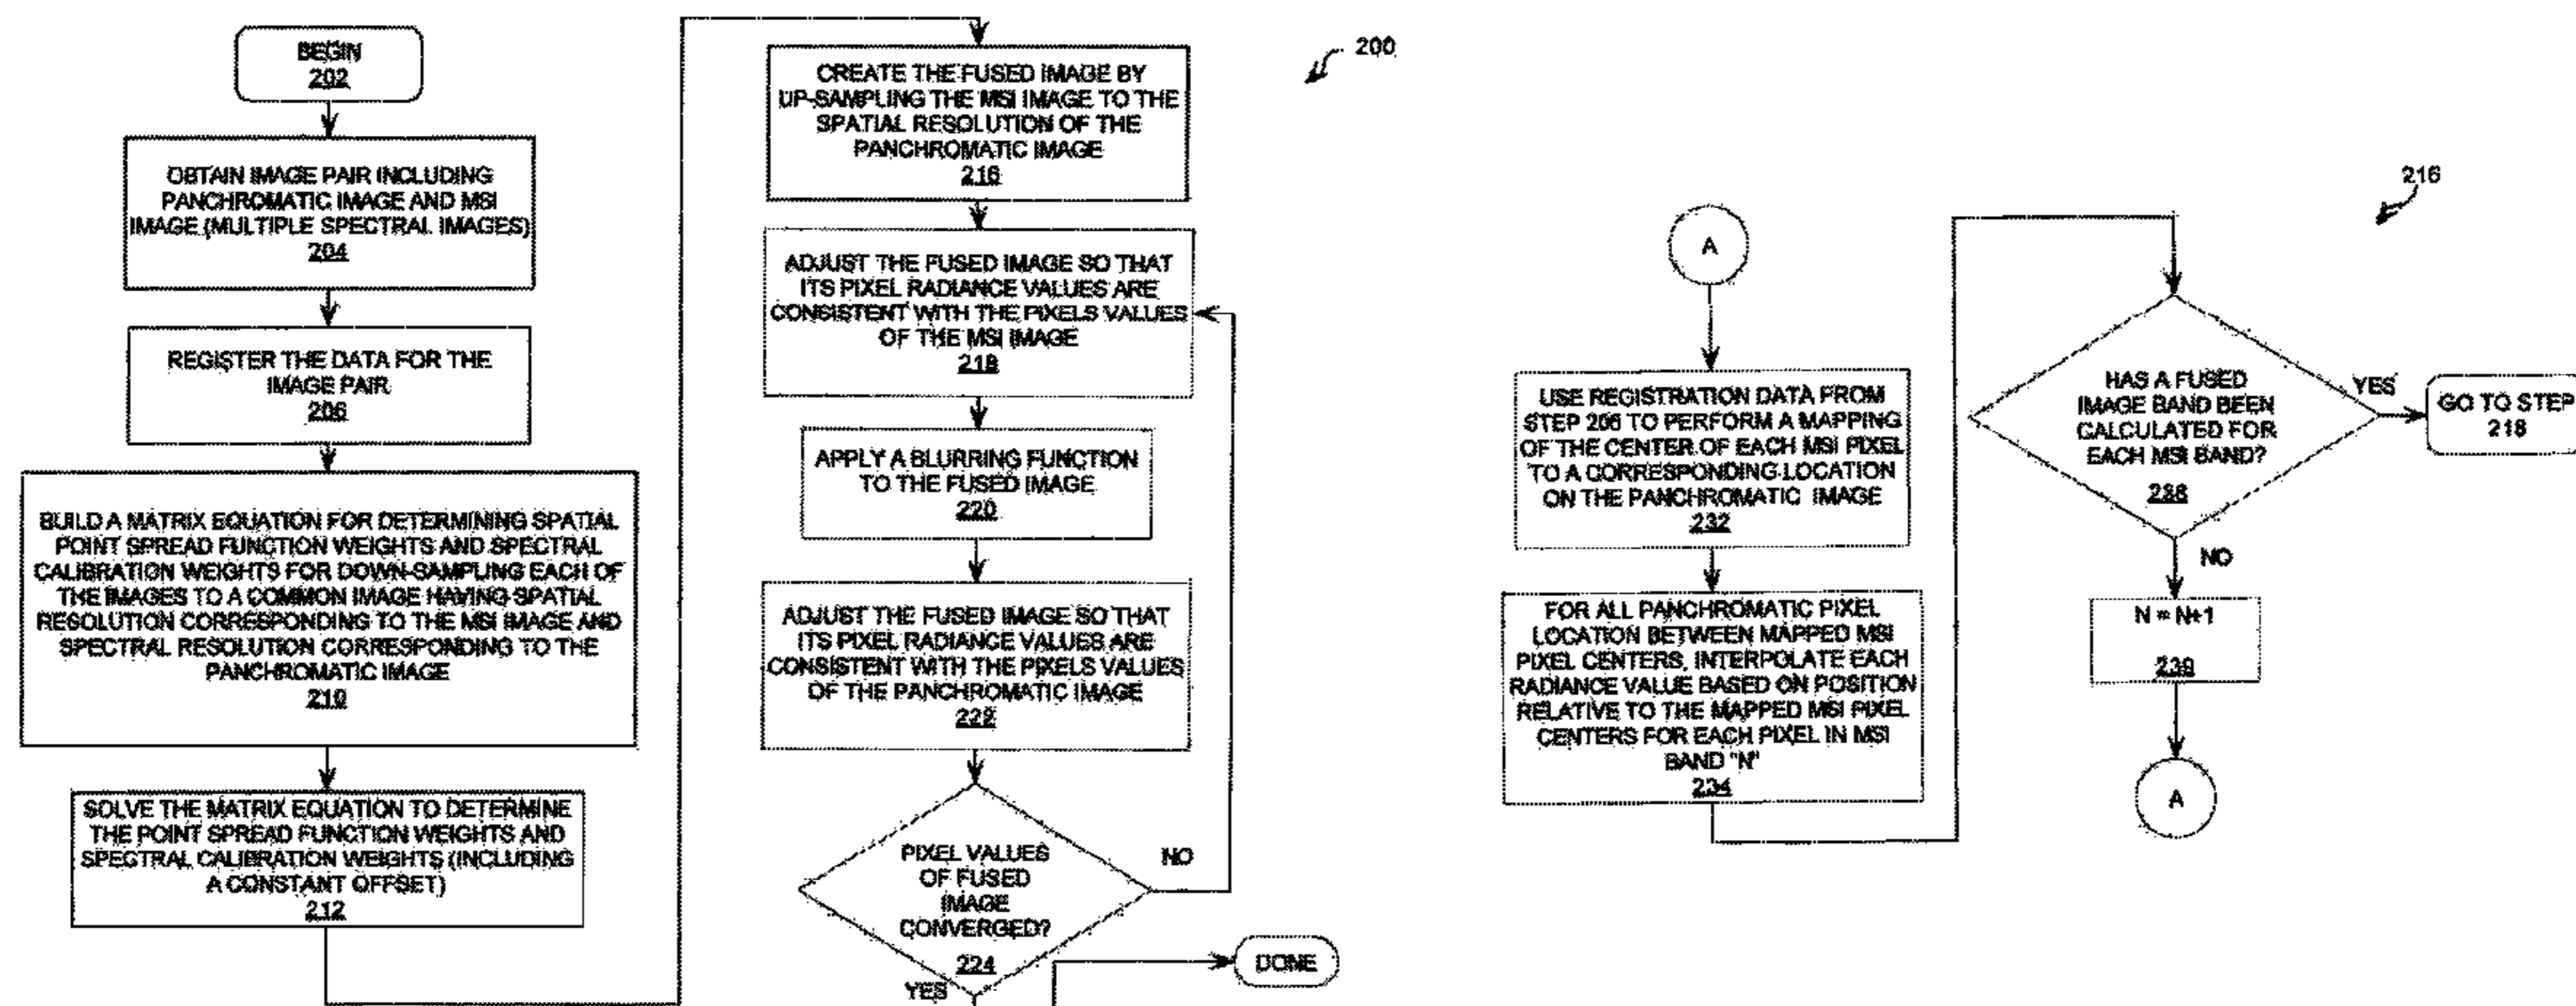 BEGIN
202
OBTAIN IMAGE PAIR INCLUDING
PANCHROMATIC IMAGE AND MSI
IMAGE (MULTIPLE SPECTRAL IMAGES)
204
REGISTER THE DATA FOR THE
IMAGE PAIR
206
BUILD A MATRIX EQUATION FOR DETERMINING SPATIAL
POINT SPREAD FUNCTION WEIGHTS AND SPECTRAL
CALIBRATION WEIGHTS FOR DOWN-SAMPLING EACH OF
THE IMAGES TO A COMMON IMAGE HAVING SPATIAL
RESOLUTION CORRESPONDING TO THE MSI IMAGE AND
SPECTRAL RESOLUTION CORRESPONDING TO THE
PANCHROMATIC IMAGE
210
SOLVE THE MATRIX EQUATION TO DETERMINE
THE POINT SPREAD FUNCTION WEIGHTS AND
SPECTRAL CALIBRATION WEIGHTS (INCLUDING
A CONSTANT OFFSET)
212
200
CREATE THE FUSED IMAGE BY
UP-SAMPLING THE MSI IMAGE TO THE
SPATIAL RESOLUTION OF THE
PANCHROMATIC IMAGE
216
ADJUST THE FUSED IMAGE SO THAT
ITS PIXEL RADIANCE VALUES ARE
CONSISTENT WITH THE PIXELS VALUES
OF THE MSI IMAGE
218
APPLY A BLURRING FUNCTION
TO THE FUSED IMAGE
220
ADJUST THE FUSED IMAGE SO THAT
ITS PIXEL RADIANCE VALUES ARE
CONSISTENT WITH THE PIXELS VALUES
OF THE PANCHROMATIC IMAGE
222
PIXEL VALUES
OF FUSED
IMAGE
CONVERGED?
224
NO
YES
DONE
216
A
USE REGISTRATION DATA FROM
STEP 206 TO PERFORM A MAPPING
OF THE CENTER OF EACH MSI PIXEL
TO A CORRESPONDING LOCATION
ON THE PANCHROMATIC IMAGE
232
FOR ALL PANCHROMATIC PIXEL
LOCATION BETWEEN MAPPED MSI
PIXEL CENTERS, INTERPOLATE EACH
RADIANCE VALUE BASED ON POSITION
RELATIVE TO THE MAPPED MSI PIXEL
CENTERS FOR EACH PIXEL IN MSI
BAND "N"
234
HAS A FUSED
IMAGE BAND BEEN
CALCULATED FOR
EACH MSI BAND?
YES
GO TO STEP
218
NO
N = N+1
A